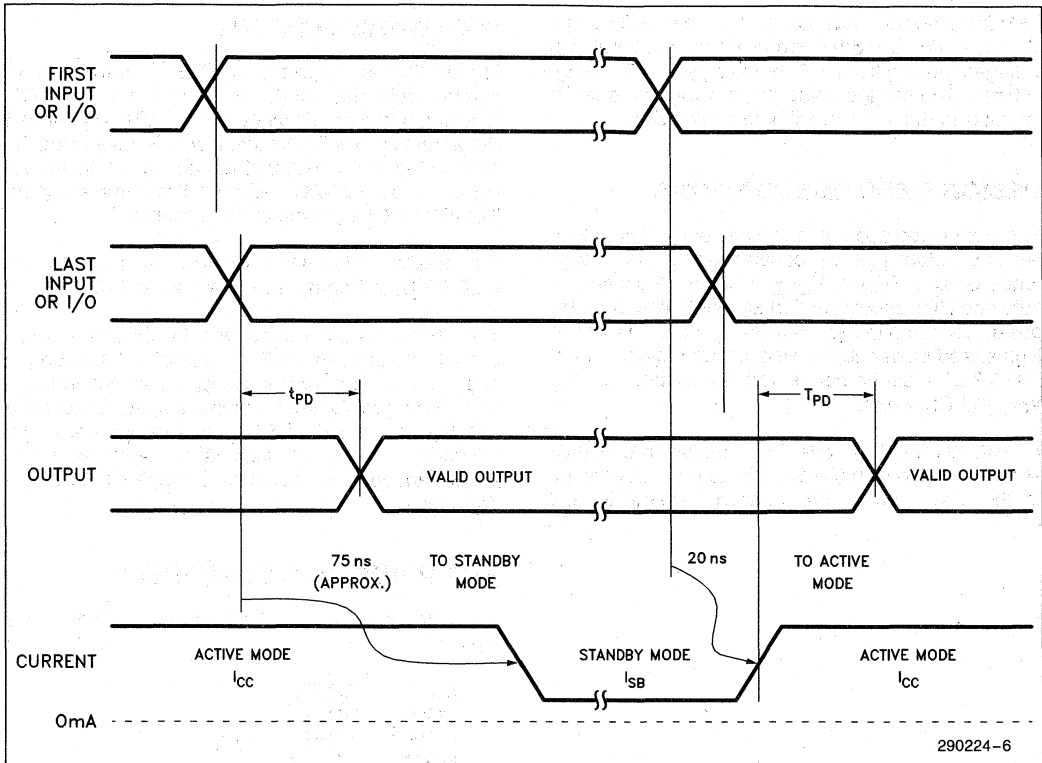 FIRST
INPUT
OR I/O
LAST
INPUT
OR I/O
tPD
TPD
OUTPUT
VALID OUTPUT
VALID OUTPUT
75 ns
(APPROX.)
TO STANDBY
MODE
20 ns
TO ACTIVE
MODE
CURRENT
ACTIVE MODE
ICC
STANDBY MODE
ISB
ACTIVE MODE
ICC
0mA
290224-6